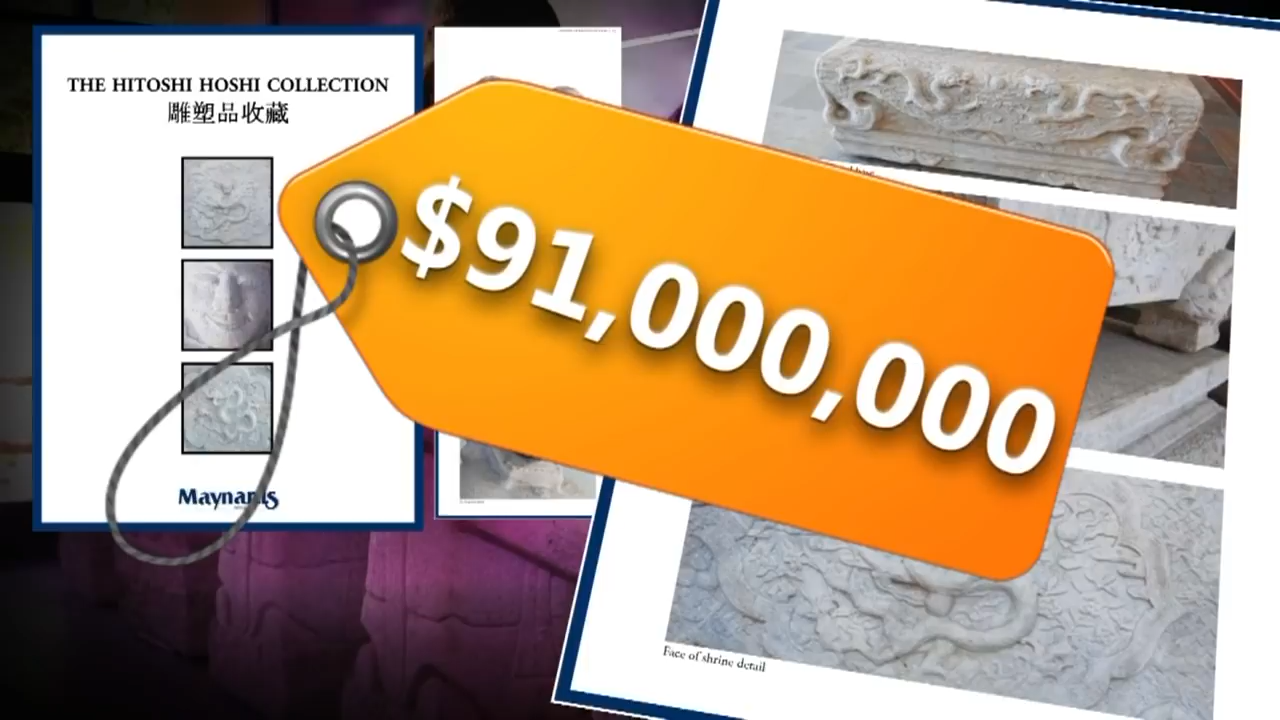 THE HITOSHI HOSHI COLLECTION
雕塑品收藏
Maynards
$91,000,000
Face of shrine detail